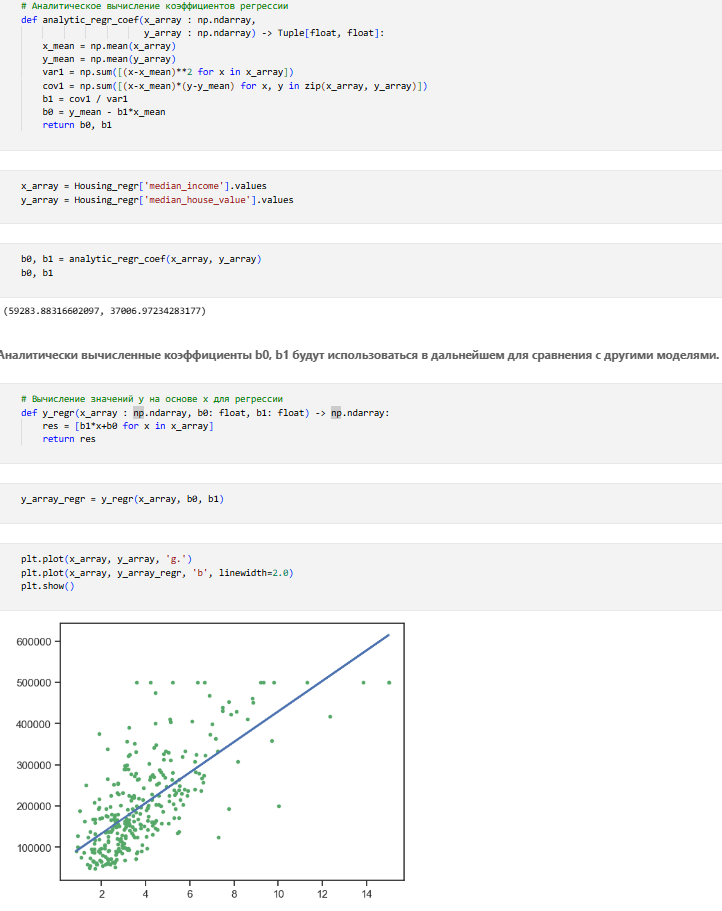 # Аналитическое вычисление коэффициентов регрессии
def analytic_regr_coef(x_array : np.ndarray,
y_array : np.ndarray) -> Tuple[float, float]:
x_mean = np.mean(x_array)
y_mean = np.mean(y_array)
var1 = np.sum([(x-x_mean)**2 for x in x_array])
cov1 = np.sum([(x-x_mean)*(y-y_mean) for x, y in zip(x_array, y_array)])
b1 = cov1 / var1
b0 = y_mean - b1*x_mean
return b0, b1
x_array = Housing_regr['median_income'].values
y_array = Housing_regr['median_house_value'].values
b0, b1 = analytic_regr_coef(x_array, y_array)
b0, b1
(59283.88316602097, 37006.97234283177)
Аналитически вычисленные коэффициенты b0, b1 будут использоваться в дальнейшем для сравнения с другими моделями.
# Вычисление значений y на основе x для регрессии
def y_regr(x_array : np.ndarray, b0: float, b1: float) -> np.ndarray:
res = [b1*x+b0 for x in x_array]
return res
y_array_regr = y_regr(x_array, b0, b1)
plt.plot(x_array, y_array, 'g.')
plt.plot(x_array, y_array_regr, 'b', linewidth=2.0)
plt.show()
600000
500000
400000
300000
200000
100000
2 4 6 8 10 12 14